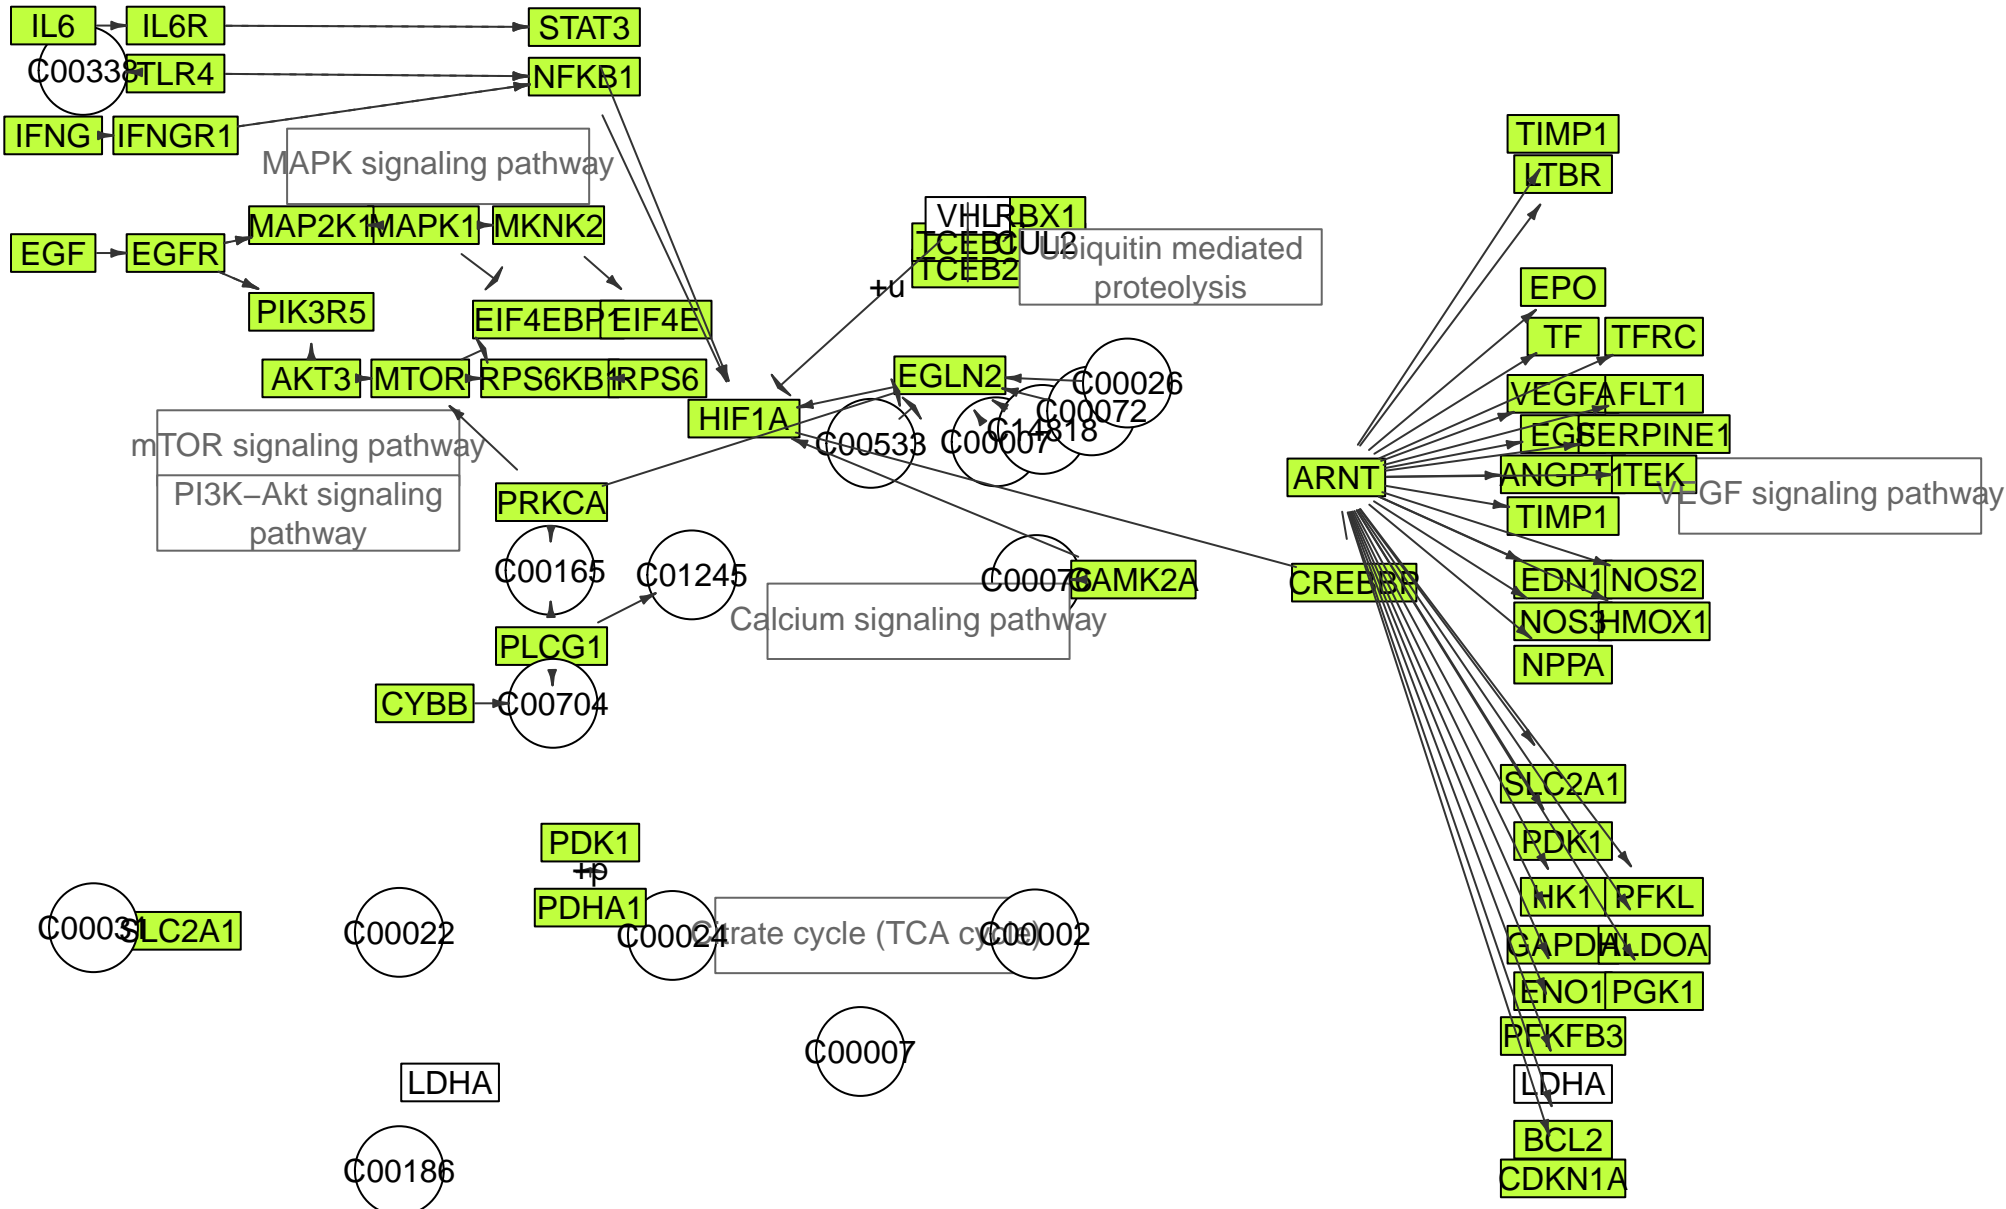 IL6 IL6R STAT3
C00338 TLR4 NFKB1
IFNG IFNGR1 TIMP1
MAPK signaling pathway
LTBR
MAP2K1 MAPK1 MKNK2 VHL RBX1
EGF EGFR TCEB1 CUL2 Ubiquitin mediated
TCEB2 proteolysis
+u EPO
PIK3R5 EIF4EBP1 EIF4E TF TFRC
AKT3 MTOR RPS6KB1 RPS6 EGLN2 C00026
HIF1A C00072 VEGFA FLT1
mTOR signaling pathway C00533 C00007 C14818 EGF SERPINE1
PI3K–Akt signaling
pathway
PRKCA ARNT ANGPT1 TEK VEGF signaling pathway
TIMP1
C00165 C01245 C00076 CAMK2A CREBBP EDN1 NOS2
Calcium signaling pathway NOS3 HMOX1
PLCG1 NPPA
CYBB C00704
SLC2A1
PDK1 PDK1
+p
PDHA1 HK1 PFKL
C00031 SLC2A1 C00022 C00024 Citrate cycle (TCA cycle) C00002 GAPDH ALDOA
ENO1 PGK1
C00007 PFKFB3
LDHA LDHA
BCL2
C00186 CDKN1A